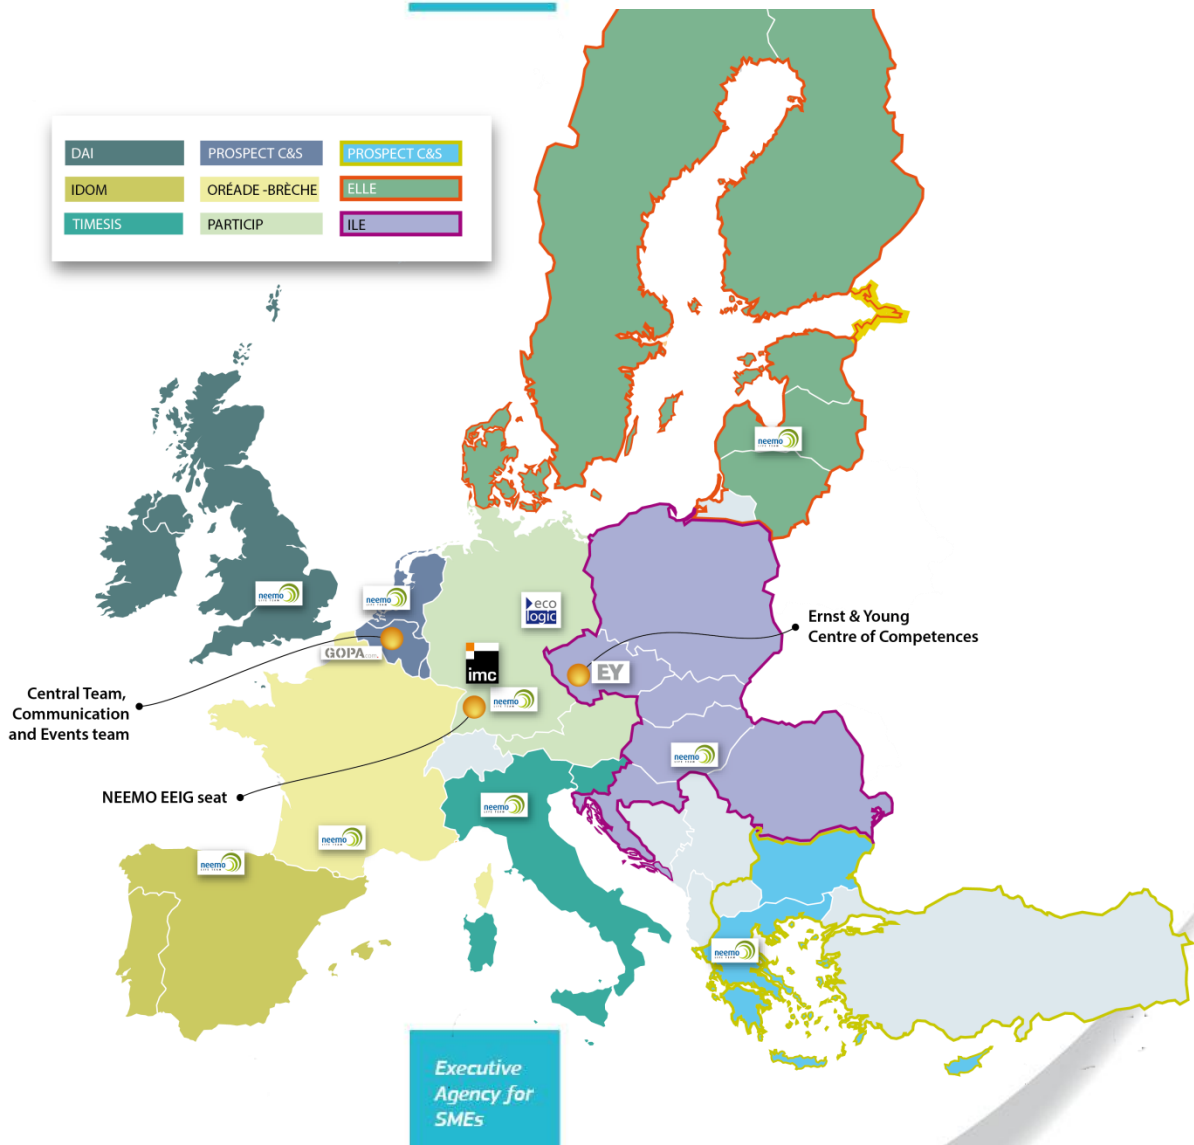 DAI
PROSPECT C&S
PROSPECT C&S
IDOM
ORÉADE -BRÈCHE
ELLE
TIMESIS
PARTICIP
ILE
neemo
neemo
neemo
eco
logic
GOPA com.
imc
EY
neemo
neemo
neemo
neemo
neemo
neemo
Ernst & Young
Centre of Competences
Central Team,
Communication
and Events team
NEEMO EEIG seat
Executive
Agency for
SMEs